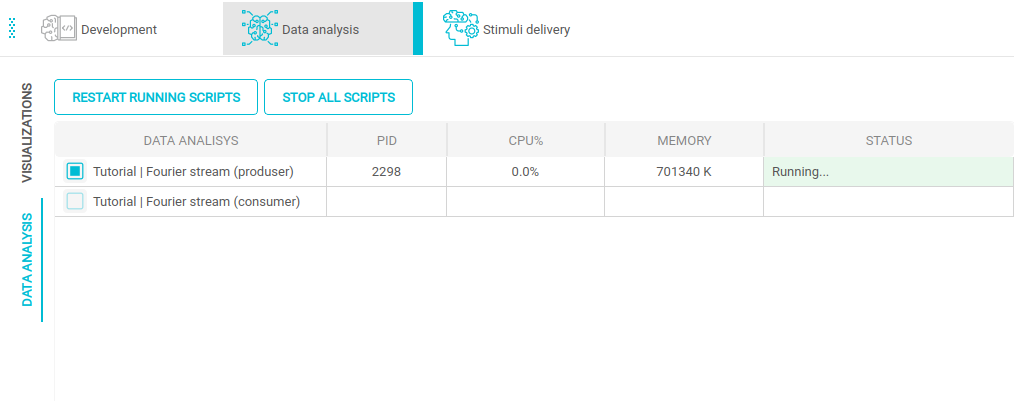 Development
Data analysis
Stimuli delivery
VISUALIZATIONS
DATA ANALYSIS
RESTART RUNNING SCRIPTS
STOP ALL SCRIPTS
DATA ANALISYS PID CPU% MEMORY STATUS
Tutorial | Fourier stream (produser) 2298 0.0% 701340 K Running...
Tutorial | Fourier stream (consumer)